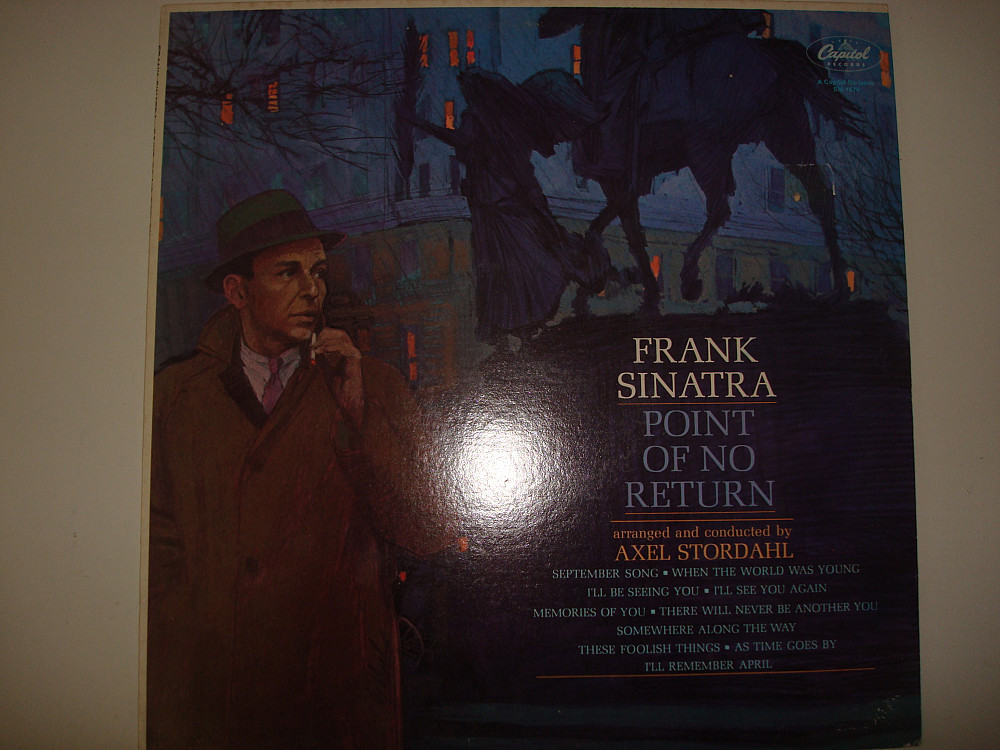 Capitol
RECORDS
FRANK
SINATRA
POINT
OF NO
RETURN
arranged and conducted by
AXEL STORDAHL
SEPTEMBER SONG ▪ WHEN THE WORLD WAS YOUNG
I'LL BE SEEING YOU ▪ I'LL SEE YOU AGAIN
MEMORIES OF YOU ▪ THERE WILL NEVER BE ANOTHER YOU
SOMEWHERE ALONG THE WAY
THESE FOOLISH THINGS ▪ AS TIME GOES BY
I'LL REMEMBER APRIL